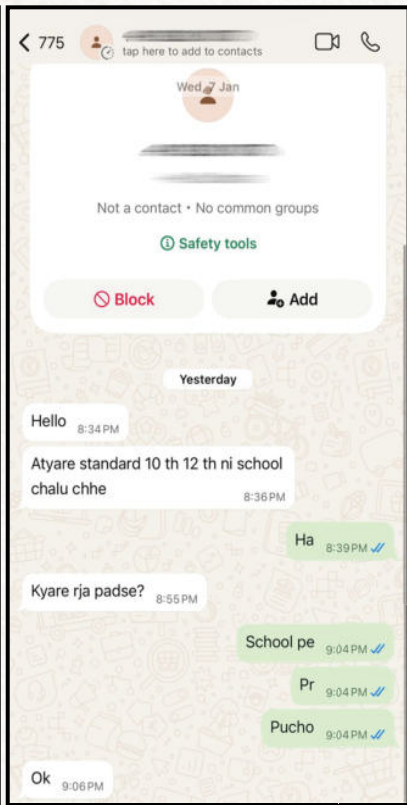 775
tap here to add to contacts
Wed, 7 Jan
Not a contact • No common groups
Safety tools
Block
Add
Yesterday
Hello 8:34 PM
Atyare standard 10 th 12 th ni school
chalu chhe 8:36 PM
Ha 8:39 PM
Kyare rja padse? 8:55 PM
School pe 9:04 PM
Pr 9:04 PM
Pucho 9:04 PM
Ok 9:06 PM